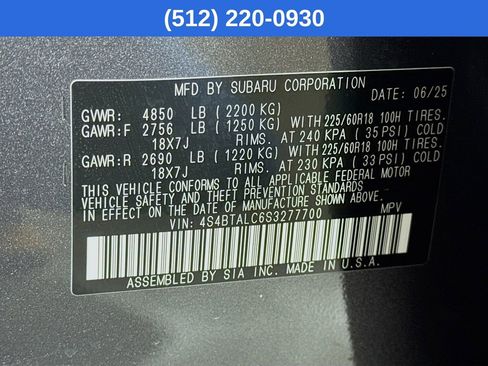 (512) 220-0930
MFD BY SUBARU CORPORATION DATE: 06/25
GVWR: 4850 LB (2200 KG)
GAWR:F 2756 LB (1250 KG) WITH 225/60R18 100H TIRES.
18X7J RIMS. AT 240 KPA (35 PSI) COLD
GAWR:R 2690 LB (1220 KG) WITH 225/60R18 100H TIRES.
18X7J RIMS. AT 230 KPA (33 PSI) COLD
THIS VEHICLE CONFORMS TO ALL APPLICABLE FEDERAL MOTOR
VEHICLE SAFETY STANDARDS
IN EFFECT ON THE DATE OF MANUFACTURE SHOWN ABOVE.
VIN: 4S4BTALC6S3277700 MPV
ASSEMBLED BY SIA INC. MADE IN U.S.A.